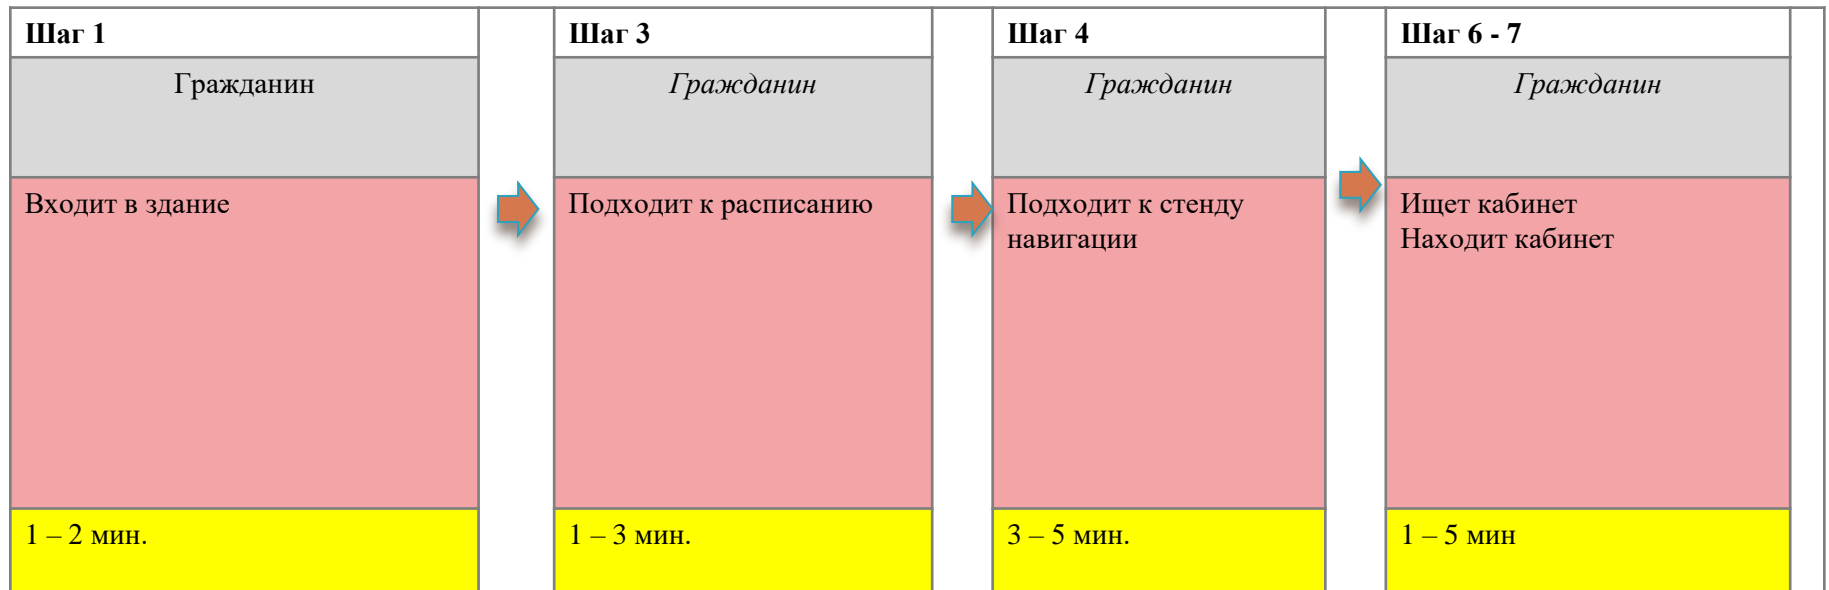 Шаг 1
Гражданин
Входит в здание
1 – 2 мин.
Шаг 3
Гражданин
Подходит к расписанию
1 – 3 мин.
Шаг 4
Гражданин
Подходит к стенду
навигации
3 – 5 мин.
Шаг 6 - 7
Гражданин
Ищет кабинет
Находит кабинет
1 – 5 мин